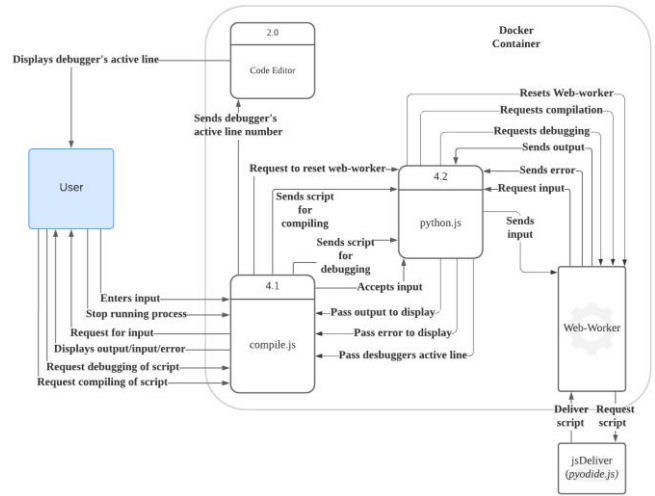 2.0
Code Editor
Docker
Container
Displays debugger's active line
Sends debugger's
active line number
Resets Web-worker
Requests compilation
Requests debugging
Sends output
Sends error
Request input
Request to reset web-worker
4.2
python.js
User
Sends script
for
compiling
Sends
input
Sends script
for
debugging
4.1
compile.js
Accepts input
Enters input
Stop running process
Request for input
Displays output/input/error
Request debugging of script
Request compiling of script
Pass output to display
Pass error to display
Pass desbuggers active line
Web-Worker
Deliver
script
Request
script
jsDeliver
(pyodide.js)